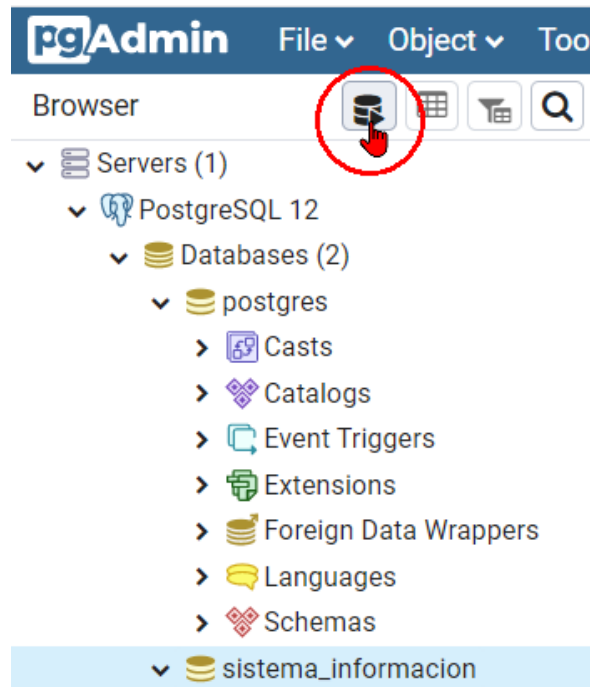 pgAdmin File Object Too
Browser
Servers (1)
PostgreSQL 12
Databases (2)
postgres
Casts
Catalogs
Event Triggers
Extensions
Foreign Data Wrappers
Languages
Schemas
sistema_informacion